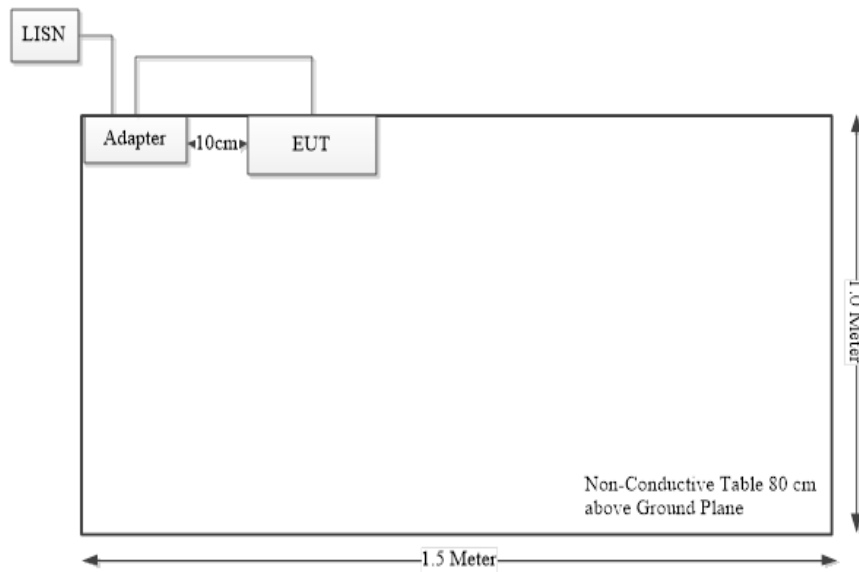 LISN
Adapter
10cm
EUT
1.0 Meter
Non-Conductive Table 80 cm
above Ground Plane
1.5 Meter